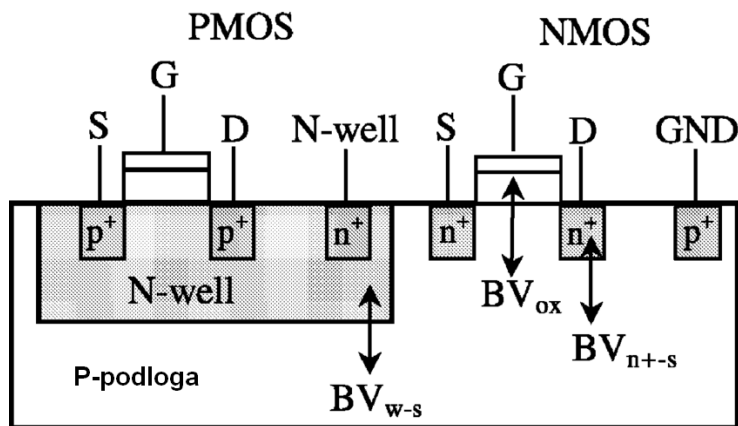 PMOS NMOS
G G
S D N-well S D GND
p+ p+ n+ n+ n+ p+
N-well
BVox
BVn+-s
P-podloga
BVw-s